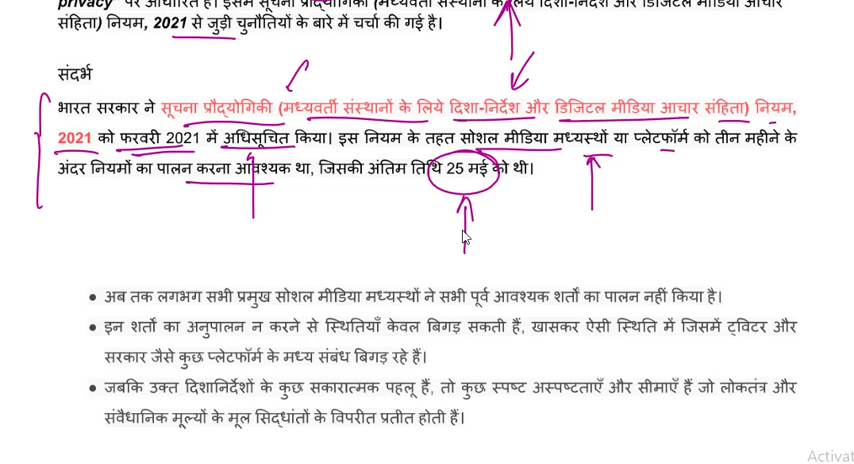 privacy" पर आधारित है। इसमें सूचना प्रौद्योगिकी (मध्यवर्ती संस्थानों के लिये दिशा-निर्देश और डिजिटल मीडिया आचार
संहिता) नियम, 2021 से जुड़ी चुनौतियों के बारे में चर्चा की गई है।
संदर्भ
भारत सरकार ने सूचना प्रौद्योगिकी (मध्यवर्ती संस्थानों के लिये दिशा-निर्देश और डिजिटल मीडिया आचार संहिता) नियम,
2021 को फरवरी 2021 में अधिसूचित किया। इस नियम के तहत सोशल मीडिया मध्यस्थों या प्लेटफॉर्म को तीन महीने के
अंदर नियमों का पालन करना आवश्यक था, जिसकी अंतिम तिथि 25 मई को थी।
• अब तक लगभग सभी प्रमुख सोशल मीडिया मध्यस्थों ने सभी पूर्व आवश्यक शर्तों का पालन नहीं किया है।
• इन शर्तों का अनुपालन न करने से स्थितियाँ केवल बिगड़ सकती हैं, खासकर ऐसी स्थिति में जिसमें ट्विटर और
सरकार जैसे कुछ प्लेटफॉर्म के मध्य संबंध बिगड़ रहे हैं।
• जबकि उक्त दिशानिर्देशों के कुछ सकारात्मक पहलू हैं, तो कुछ स्पष्ट अस्पष्टताएँ और सीमाएँ हैं जो लोकतंत्र और
संवैधानिक मूल्यों के मूल सिद्धांतों के विपरीत प्रतीत होती हैं।
Activat